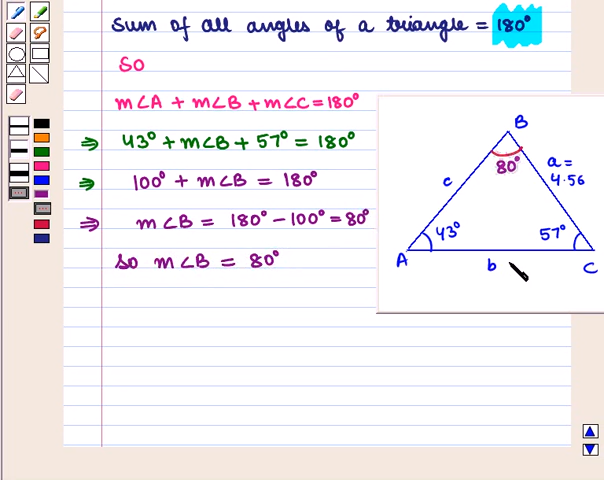 Sum of all angles of a triangle = 180°
So
m∠A + m∠B + m∠C = 180°
⇒ 43° + m∠B + 57° = 180°
⇒ 100° + m∠B = 180°
⇒ m∠B = 180° - 100° = 80°
So m∠B = 80°
B
80°
a =
4.56
c
43°
57°
A
b
C